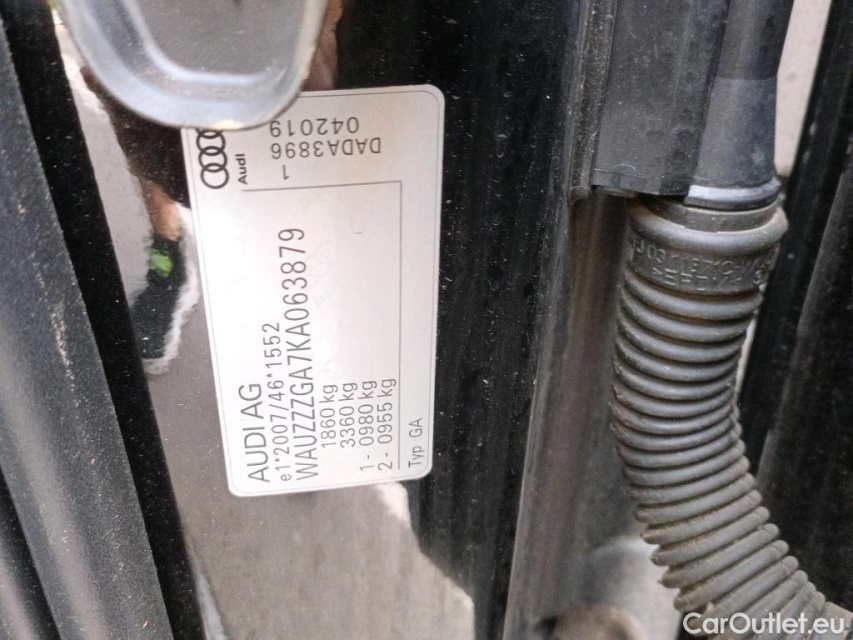 AUDI AG
e1*2007/46*1552
WAUZZZGA7KA063879
1860 kg
3360 kg
1 - 0980 kg
2 - 0955 kg
Typ GA
Audi
1
DADA3896
042019
CarOutlet.eu